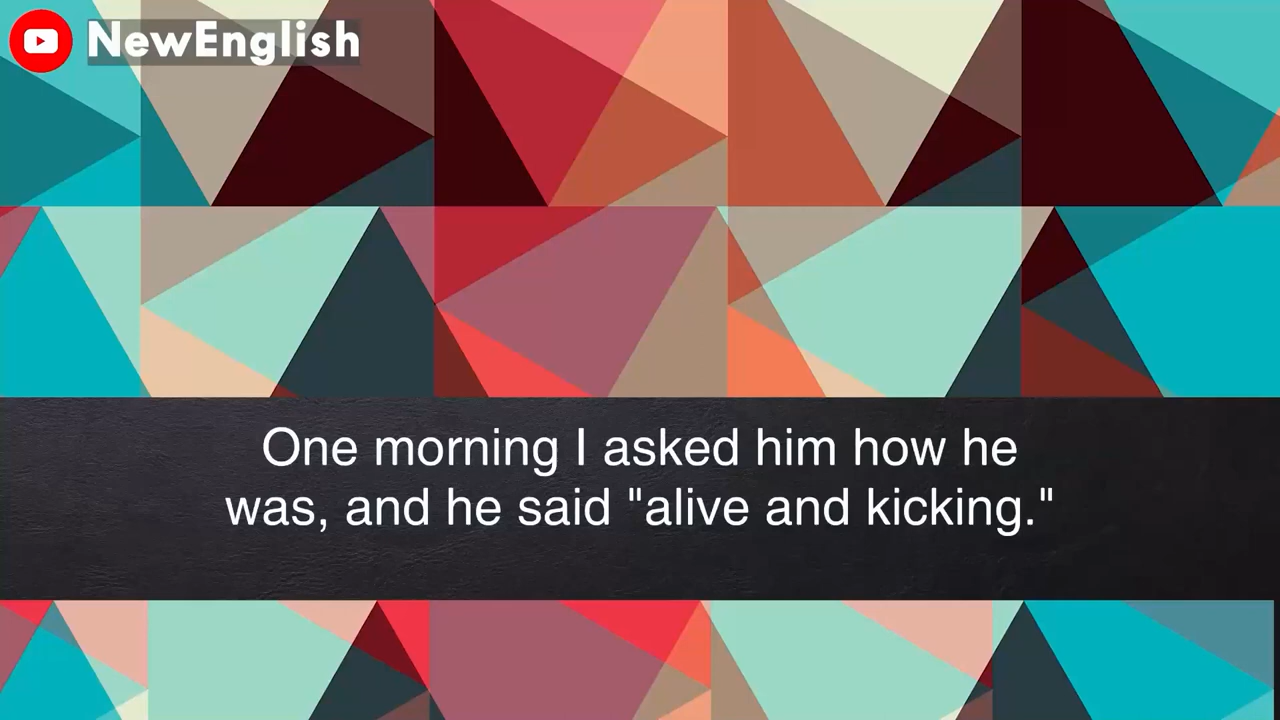 NewEnglish
One morning I asked him how he
was, and he said "alive and kicking."